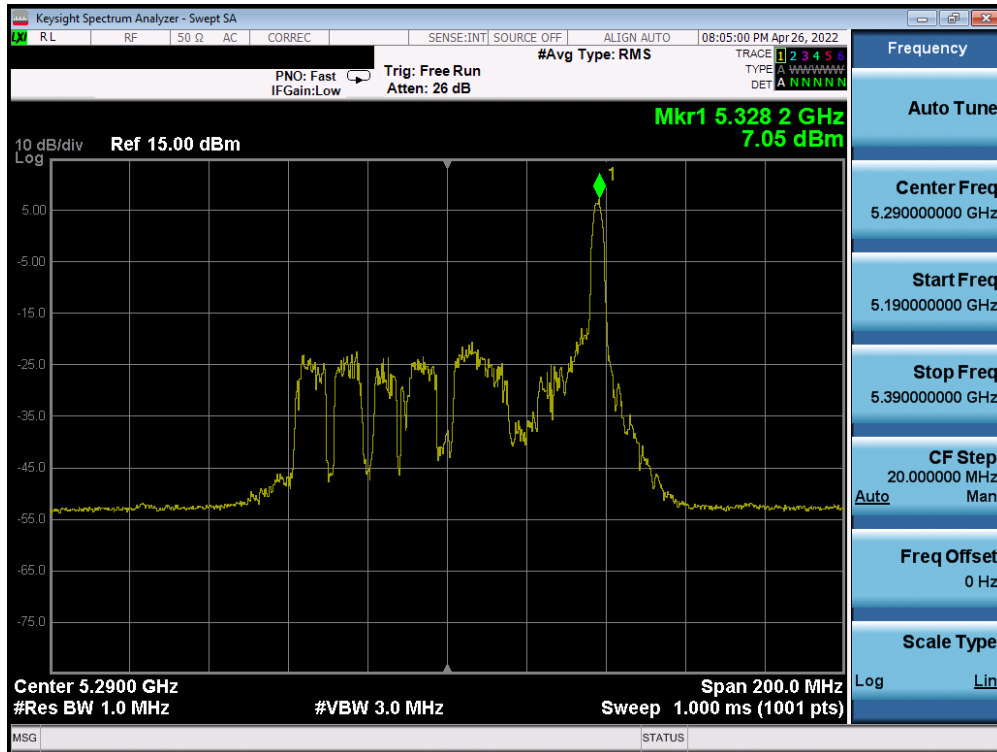 Keysight Spectrum Analyzer - Swept SA
LXI RL RF 50 Ω AC CORREC SENSE:INT SOURCE OFF ALIGN AUTO 08:05:00 PM Apr 26, 2022
#Avg Type: RMS
TRACE 1 2 3 4 5 6
TYPE A WWWWW
DET A N N N N N
PNO: Fast
IFGain:Low
Trig: Free Run
Atten: 26 dB
Mkr1 5.328 2 GHz
7.05 dBm
10 dB/div
Log
Ref 15.00 dBm
1
5.00
-5.00
-15.0
-25.0
-35.0
-45.0
-55.0
-65.0
-75.0
Center 5.2900 GHz
#Res BW 1.0 MHz
#VBW 3.0 MHz
Span 200.0 MHz
Sweep 1.000 ms (1001 pts)
MSG
STATUS
Frequency
Auto Tune
Center Freq
5.290000000 GHz
Start Freq
5.190000000 GHz
Stop Freq
5.390000000 GHz
CF Step
20.000000 MHz
Auto Man
Freq Offset
0 Hz
Scale Type
Log Lin